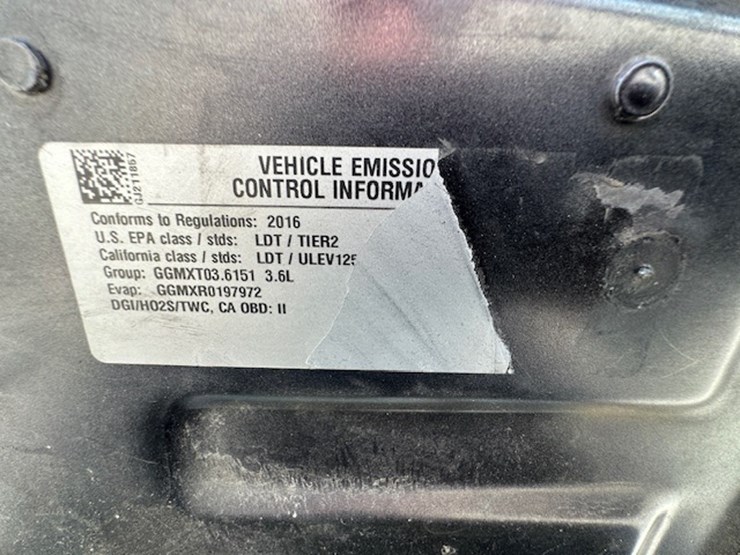 VEHICLE EMISSIO
CONTROL INFORMA
GJ211857
Conforms to Regulations: 2016
U.S. EPA class / stds: LDT / TIER2
California class / stds: LDT / ULEV125
Group: GGMXT03.6151 3.6L
Evap: GGMXR0197972
DGI/HO2S/TWC, CA OBD: II